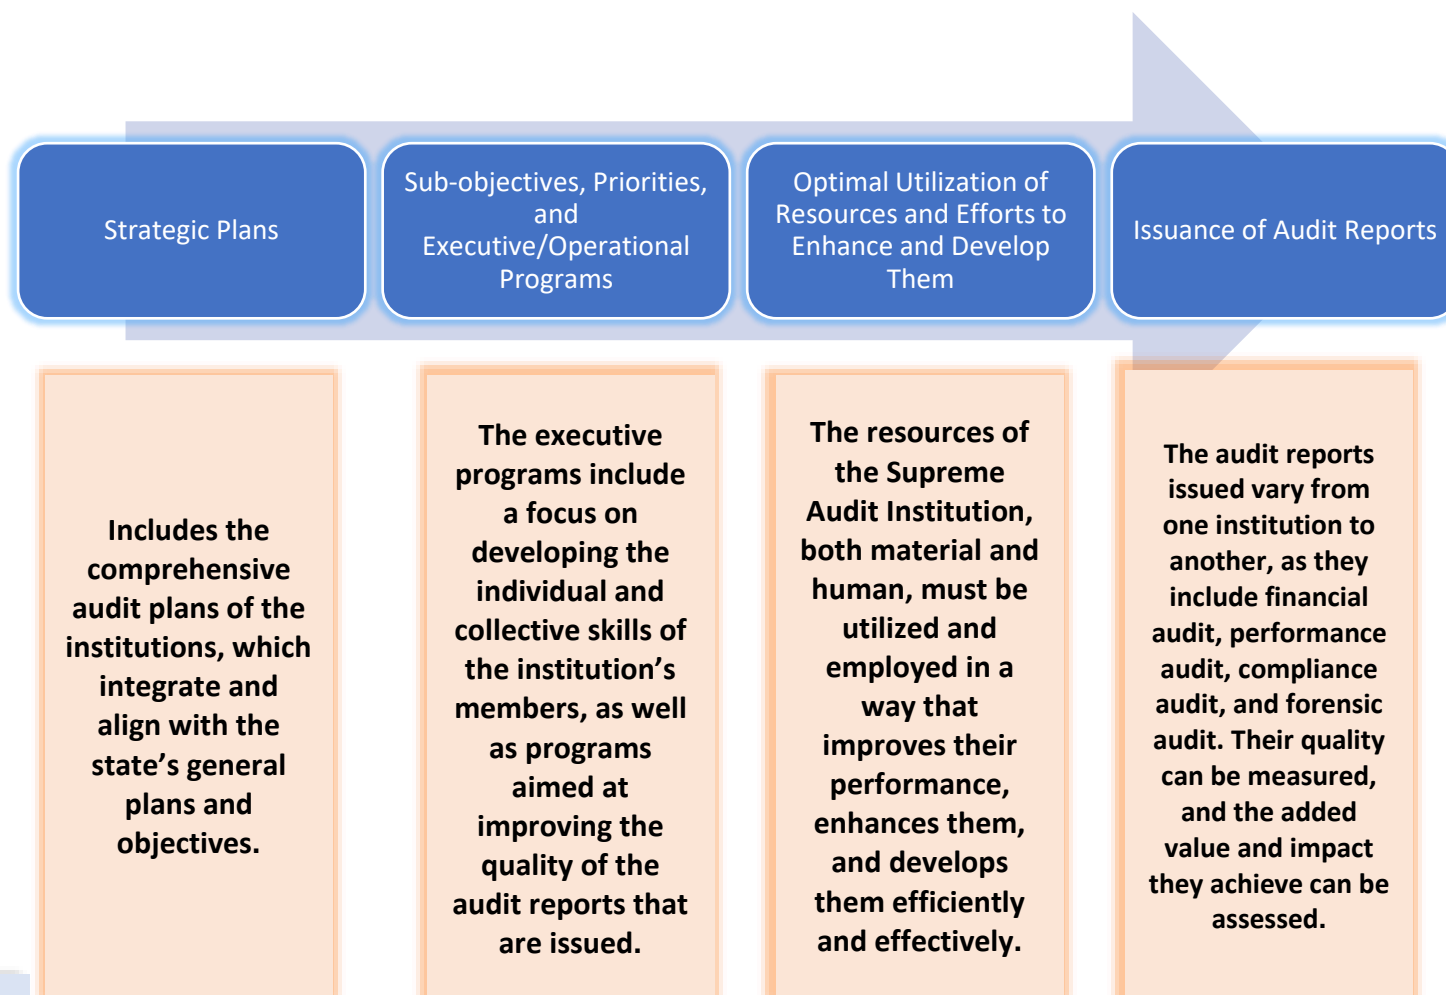 Strategic Plans
Sub-objectives, Priorities,
and
Executive/Operational
Programs
Optimal Utilization of
Resources and Efforts to
Enhance and Develop
Them
Issuance of Audit Reports
Includes the
comprehensive
audit plans of the
institutions, which
integrate and
align with the
state’s general
plans and
objectives.
The executive
programs include
a focus on
developing the
individual and
collective skills of
the institution’s
members, as well
as programs
aimed at
improving the
quality of the
audit reports that
are issued.
The resources of
the Supreme
Audit Institution,
both material and
human, must be
utilized and
employed in a
way that
improves their
performance,
enhances them,
and develops
them efficiently
and effectively.
The audit reports
issued vary from
one institution to
another, as they
include financial
audit, performance
audit, compliance
audit, and forensic
audit. Their quality
can be measured,
and the added
value and impact
they achieve can be
assessed.